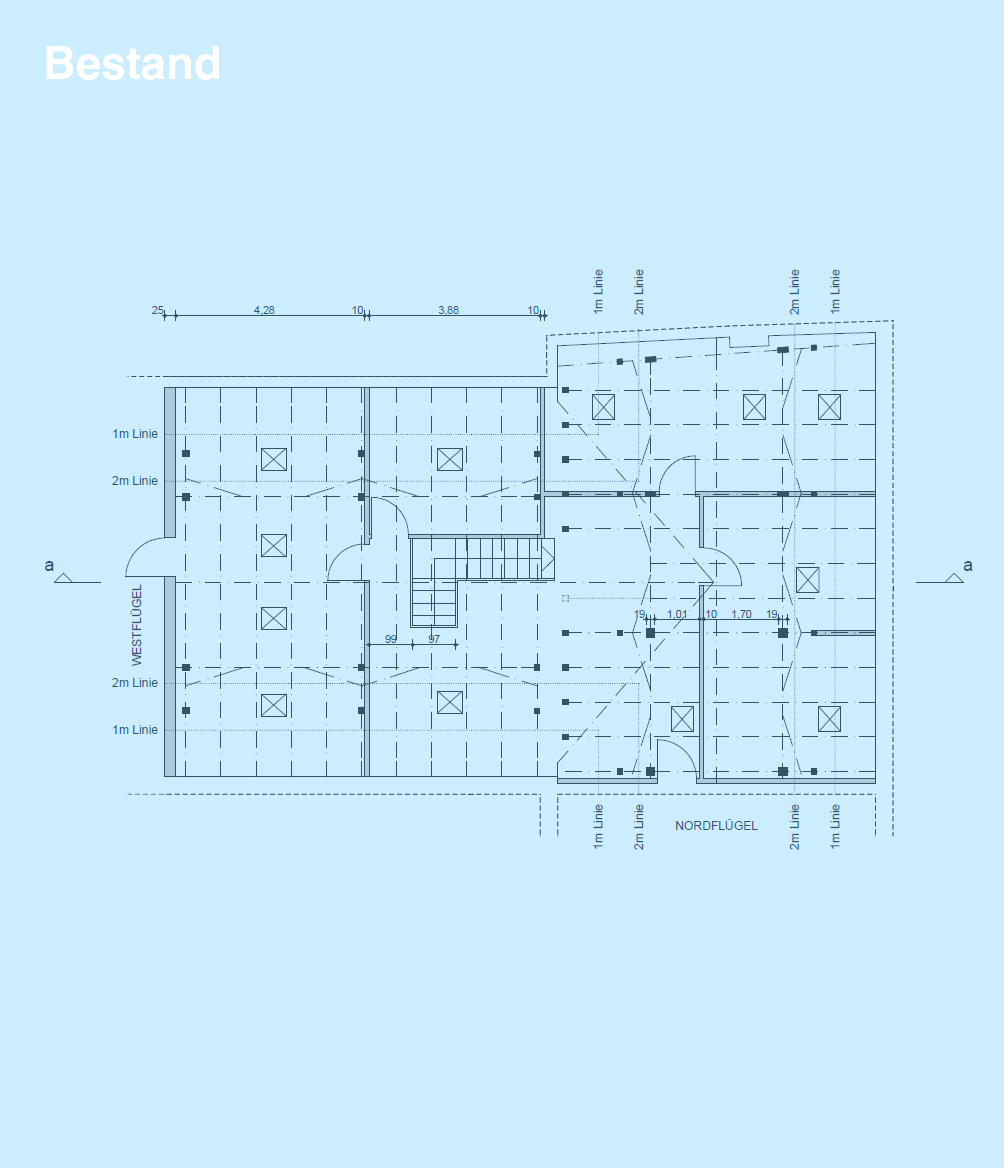 Bestand
1m Linie
2m Linie
2m Linie
1m Linie
25
4,28
10
3,88
10
1m Linie
2m Linie
a
a
WESTFLÜGEL
19
1,01
10
1,70
19
99
97
2m Linie
1m Linie
1m Linie
2m Linie
NORDFLÜGEL
2m Linie
1m Linie